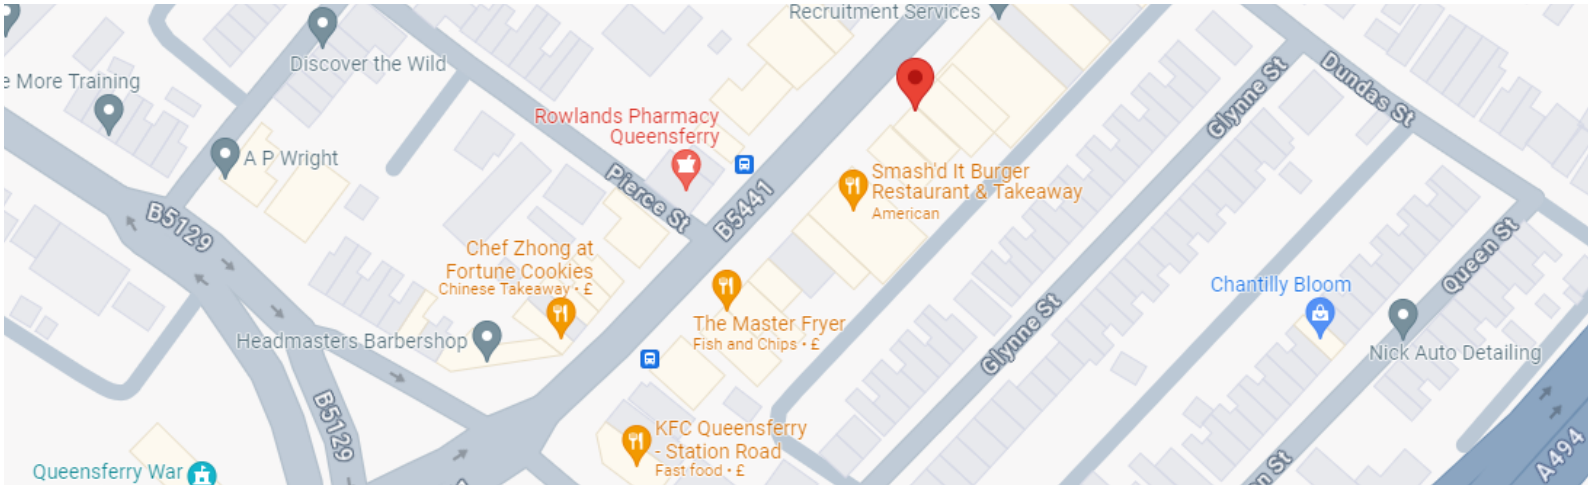 Recruitment Services
Discover the Wild
e More Training
Dundas St
Glynne St
Rowlands Pharmacy
Queensferry
A P Wright
Smash'd It Burger
Restaurant & Takeaway
American
Pierce St
B5441
B5129
Chef Zhong at
Fortune Cookies
Chinese Takeaway • £
Queen St
Chantilly Bloom
The Master Fryer
Fish and Chips • £
Headmasters Barbershop
Glynne St
Nick Auto Detailing
B5129
KFC Queensferry
- Station Road
Fast food • £
Queensferry War
A494
n St